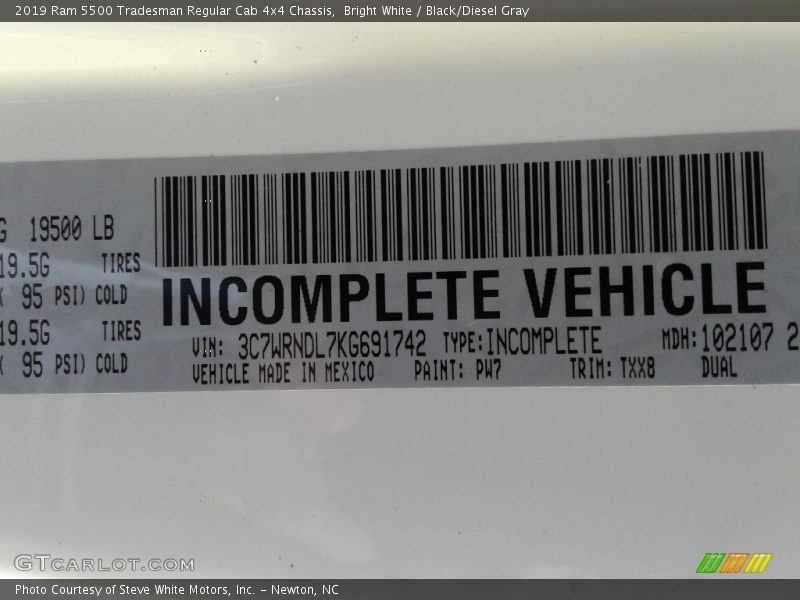 2019 Ram 5500 Tradesman Regular Cab 4x4 Chassis, Bright White / Black/Diesel Gray
G 19500 LB
19.5G TIRES
( 95 PSI) COLD
19.5G TIRES
( 95 PSI) COLD
INCOMPLETE VEHICLE
VIN: 3C7WRNDL7KG691742 TYPE:INCOMPLETE MDH:102107 2
VEHICLE MADE IN MEXICO PAINT: PW7 TRIM: TXX8 DUAL
GTCARLOT.COM
Photo Courtesy of Steve White Motors, Inc. - Newton, NC